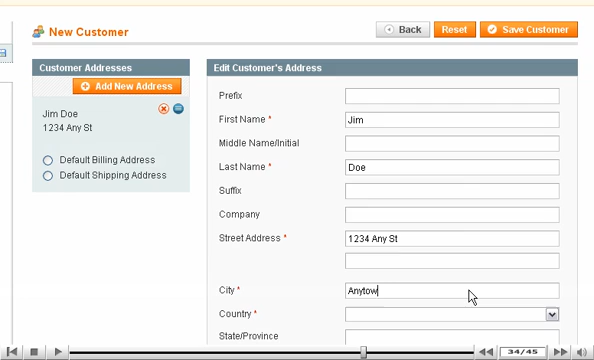 New Customer
Back
Reset
Save Customer
Customer Addresses
Add New Address
Jim Doe
1234 Any St
Default Billing Address
Default Shipping Address
Edit Customer's Address
Prefix
First Name *
Jim
Middle Name/Initial
Last Name *
Doe
Suffix
Company
Street Address *
1234 Any St
City *
Anytow
Country *
State/Province
34/45